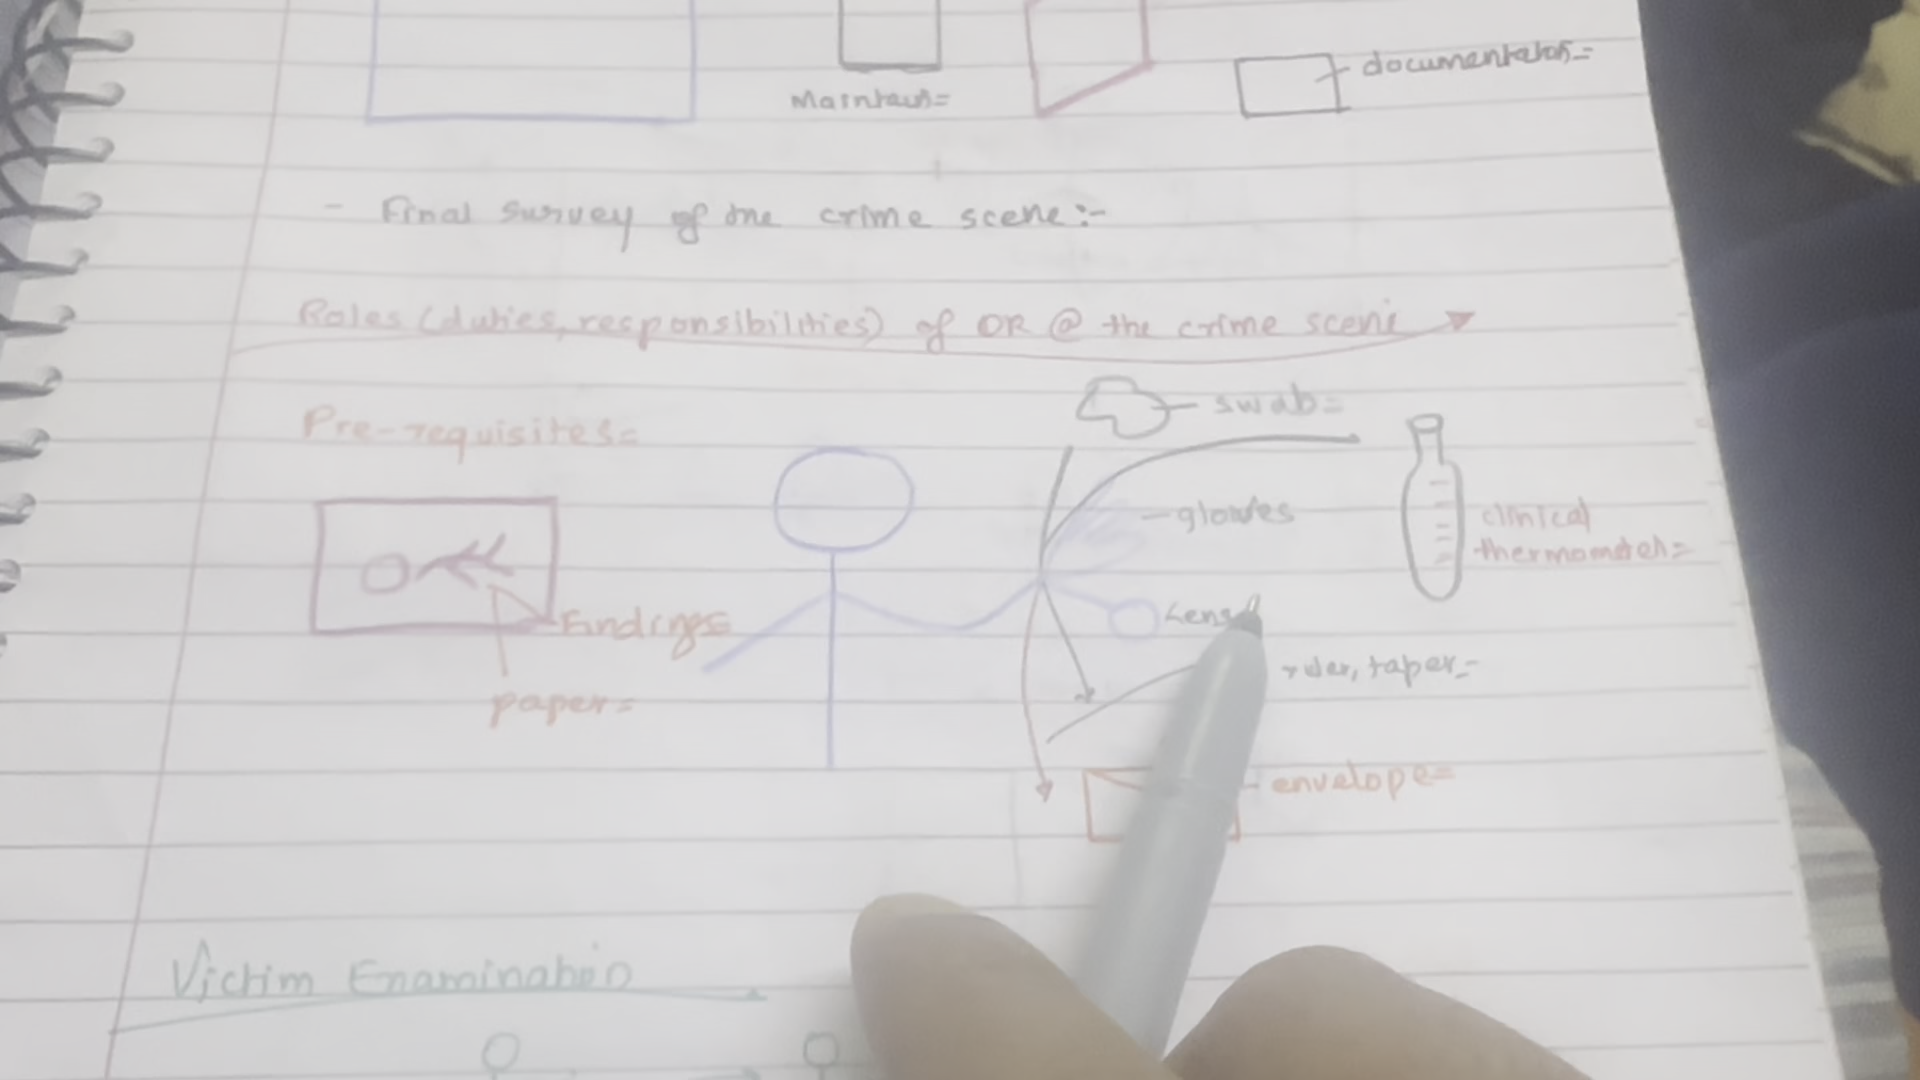 documentation=
Maintain=
- Final survey of the crime scene:-
Roles (duties, responsibilities) of DR @ the crime scene
swab=
Pre-requisites=
gloves
clinical
thermometer=
Findings
Lens
ruler, taper=
paper=
envelope=
Victim Examination